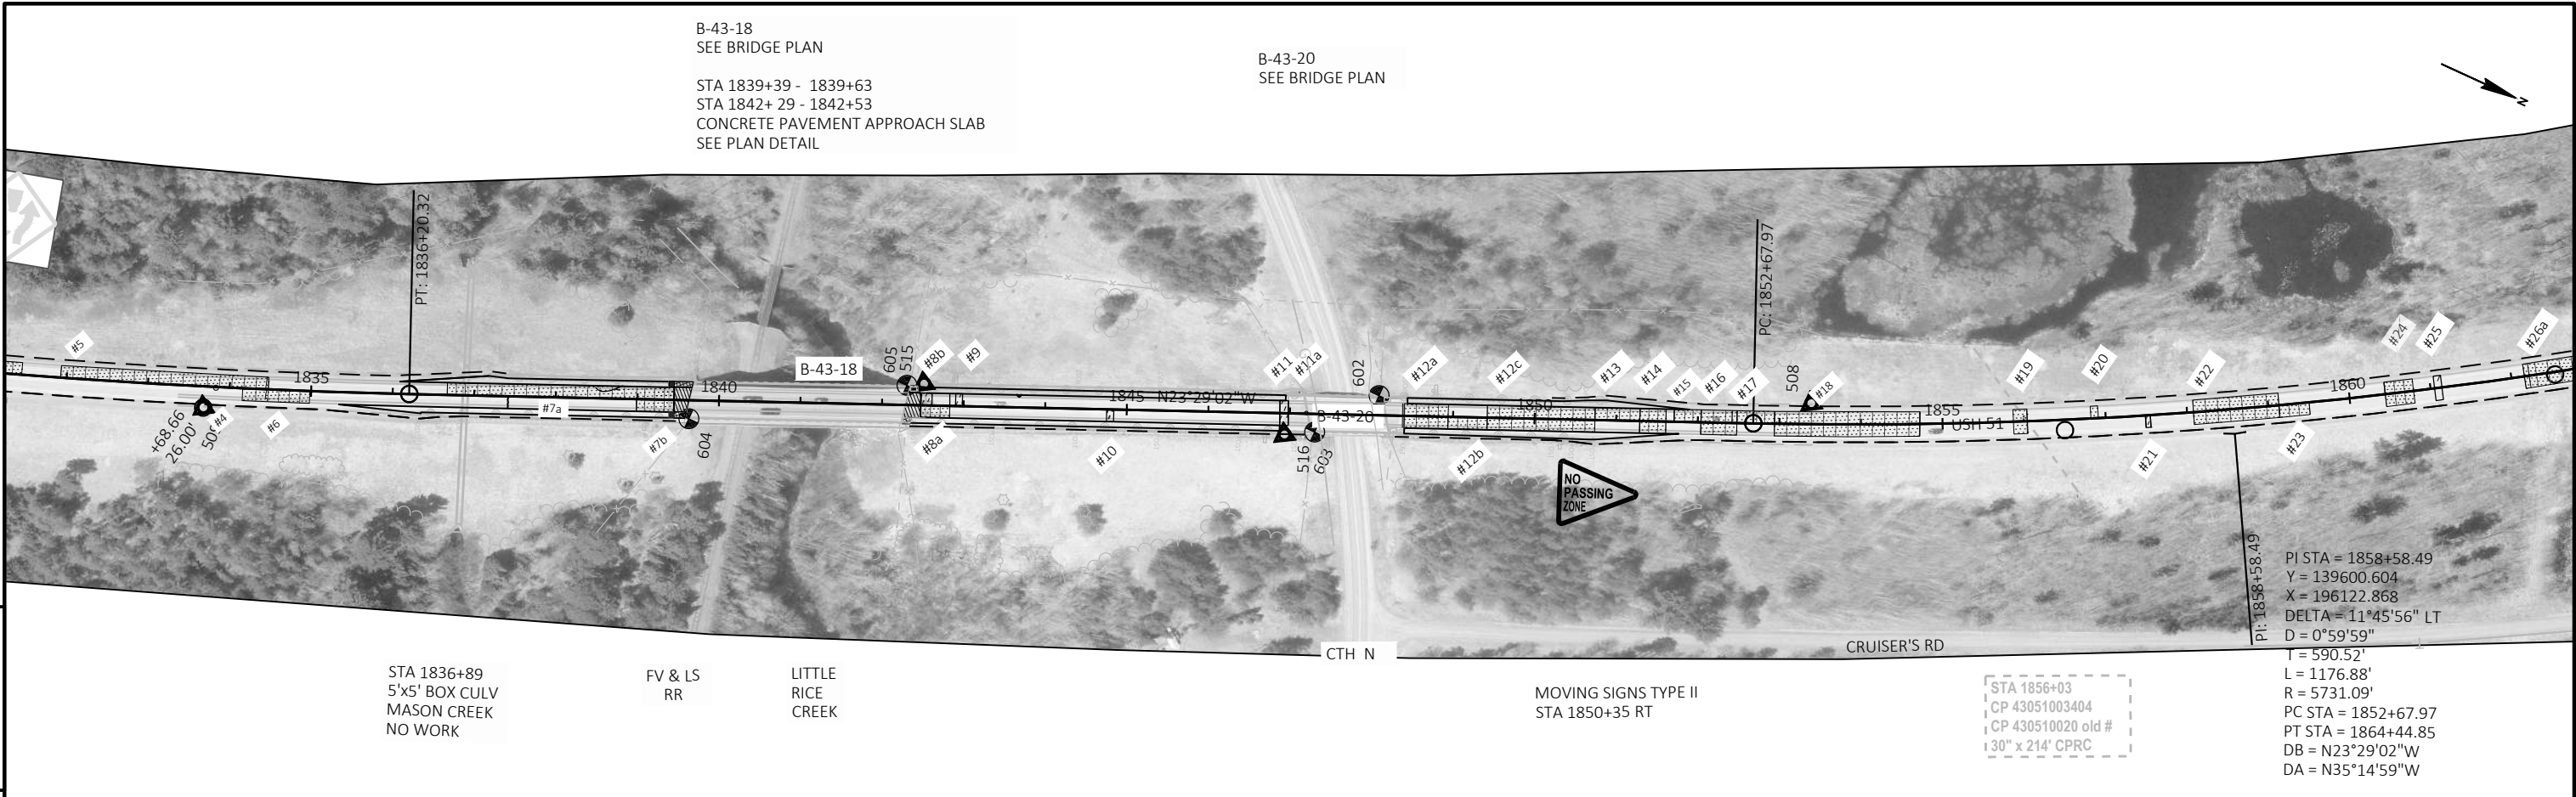 B-43-18
SEE BRIDGE PLAN
STA 1839+39 - 1839+63
STA 1842+ 29 - 1842+53
CONCRETE PAVEMENT APPROACH SLAB
SEE PLAN DETAIL
B-43-20
SEE BRIDGE PLAN
N
PT: 1836+20.32
PC: 1852+67.97
#5
#4
#6
+68.66
26.00'
1835
#7a
#7b
604
1840
B-43-18
605
515
#8b
#9
#8a
#10
1845
N23°29'02"W
#11
#11a
516
603
602
B-43-20
#12a
#12b
#12c
1850
#13
#14
#15
#16
#17
508
#18
1855
USH 51
#19
#20
#21
#22
#23
1860
#24
#25
#26a
NO
PASSING
ZONE
PI: 1858+58.49
PI STA = 1858+58.49
Y = 139600.604
X = 196122.868
DELTA = 11°45'56" LT
D = 0°59'59"
T = 590.52'
L = 1176.88'
R = 5731.09'
PC STA = 1852+67.97
PT STA = 1864+44.85
DB = N23°29'02"W
DA = N35°14'59"W
CRUISER'S RD
CTH N
STA 1836+89
5'x5' BOX CULV
MASON CREEK
NO WORK
FV & LS
RR
LITTLE
RICE
CREEK
MOVING SIGNS TYPE II
STA 1850+35 RT
STA 1856+03
CP 43051003404
CP 430510020 old #
30" x 214' CPRC